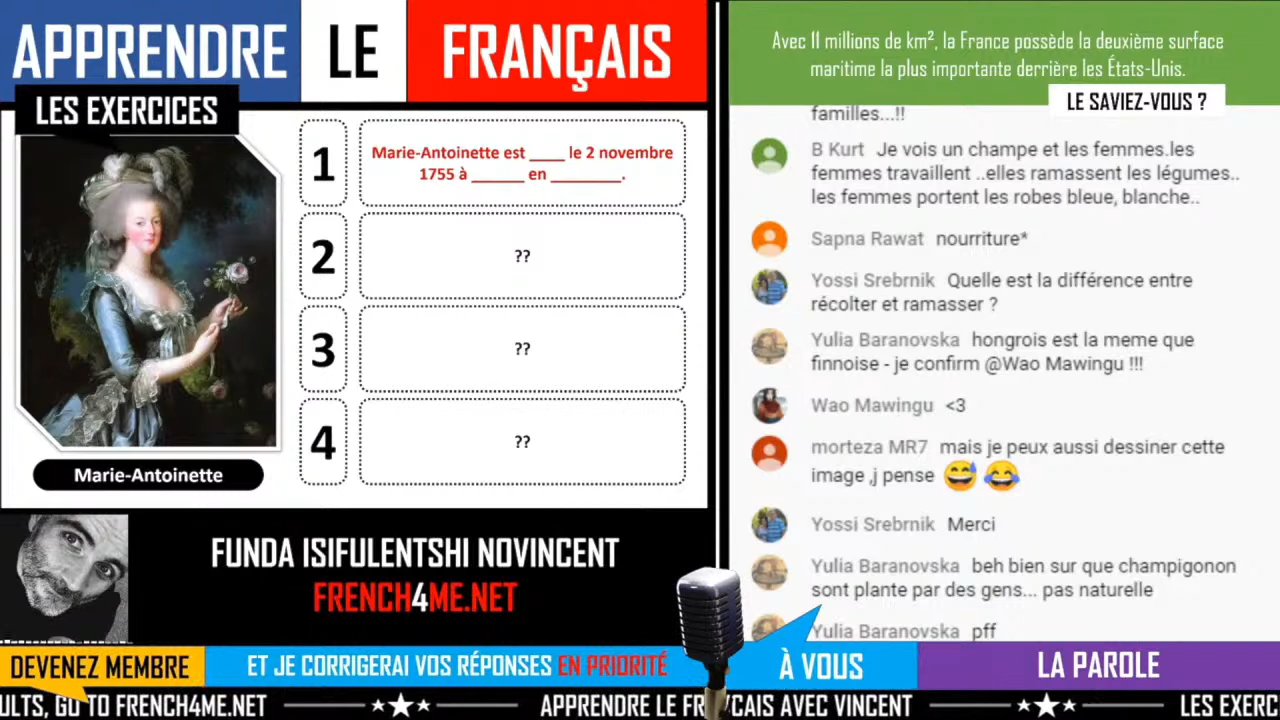 APPRENDRE LE FRANÇAIS
LES EXERCICES
1
Marie-Antoinette est ____ le 2 novembre
1755 à ______ en ________.
2
??
3
??
4
??
Marie-Antoinette
FUNDA ISIFULENTSHI NOVINCENT
FRENCH4ME.NET
Avec 11 millions de km², la France possède la deuxième surface
maritime la plus importante derrière les États-Unis.
LE SAVIEZ-VOUS ?
familles...!!
B Kurt Je vois un champe et les femmes.les
femmes travaillent ..elles ramassent les légumes..
les femmes portent les robes bleue, blanche..
Sapna Rawat nourriture*
Yossi Srebrnik Quelle est la différence entre
récolter et ramasser ?
Yulia Baranovska hongrois est la meme que
finnoise - je confirm @Wao Mawingu !!!
Wao Mawingu <3
morteza MR7 mais je peux aussi dessiner cette
image ,j pense 😅 😂
Yossi Srebrnik Merci
Yulia Baranovska beh bien sur que champigonon
sont plante par des gens... pas naturelle
Yulia Baranovska pff
DEVENEZ MEMBRE
ET JE CORRIGERAI VOS RÉPONSES EN PRIORITÉ
À VOUS
LA PAROLE
ULTS, GO TO FRENCH4ME.NET
APPRENDRE LE FRANÇAIS AVEC VINCENT
LES EXERC